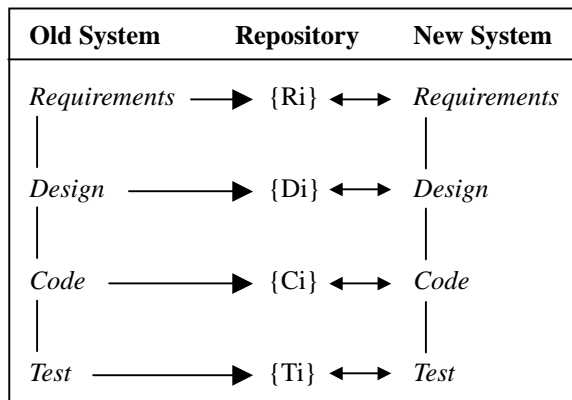 Old System Repository New System
Requirements {Ri} Requirements
Design {Di} Design
Code {Ci} Code
Test {Ti} Test